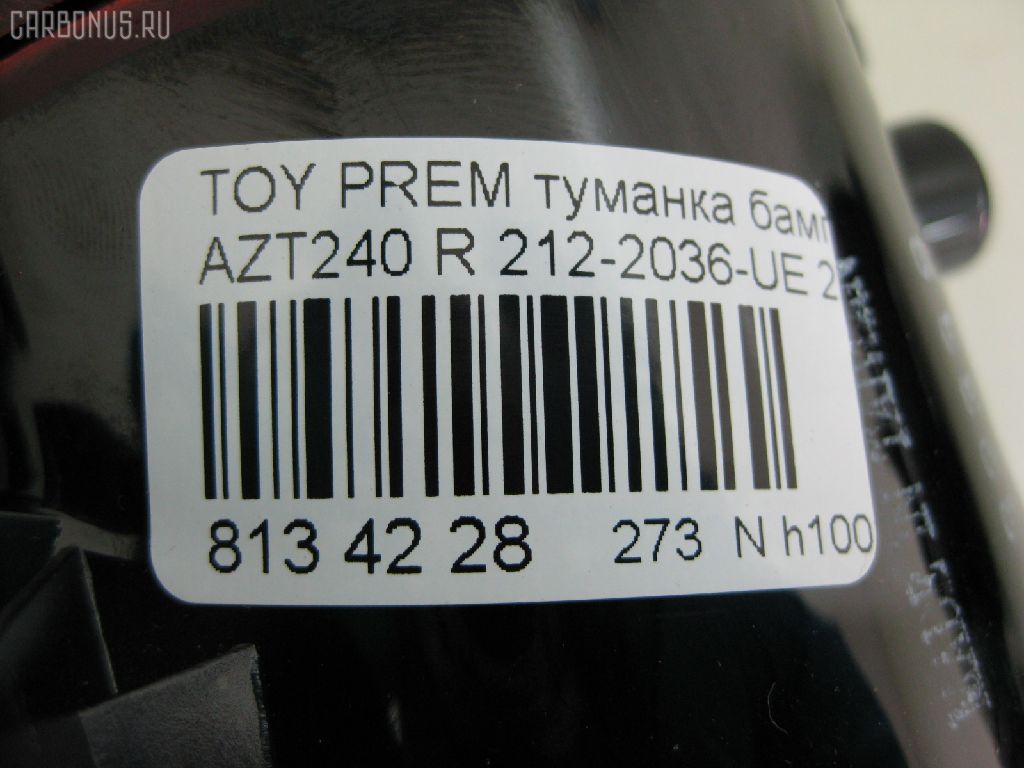 CARBONUS.RU
TOY PREM туманка бамп
AZT240 R 212-2036-UE 2
813 42 28 273 N h100